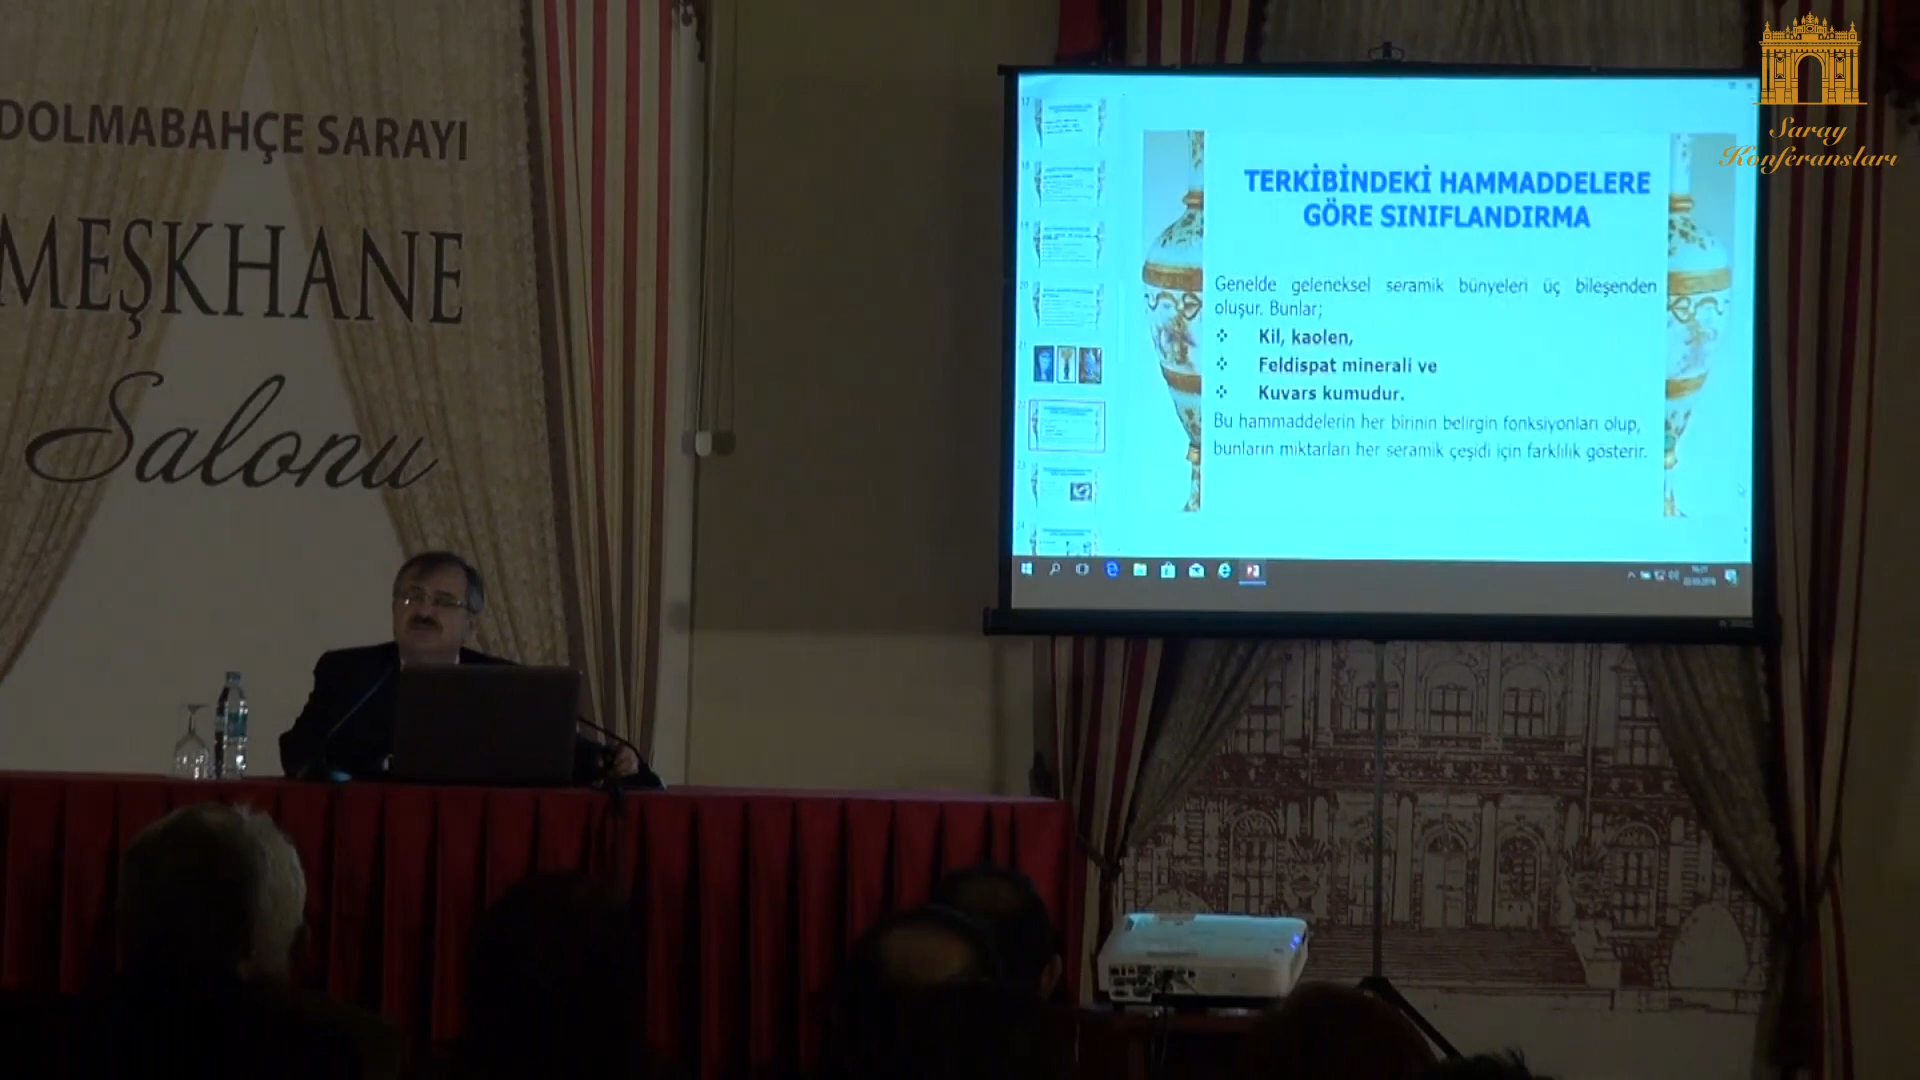 DOLMABAHÇE SARAYI
MEŞKHANE
Salonu
Saray
Konferansları
TERKİBİNDEKİ HAMMADDELERE
GÖRE SINIFLANDIRMA
Genelde geleneksel seramik bünyeleri üç bileşenden
oluşur. Bunlar;
Kil, kaolen,
Feldispat minerali ve
Kuvars kumudur.
Bu hammaddelerin her birinin belirgin fonksiyonları olup,
bunların miktarları her seramik çeşidi için farklılık gösterir.